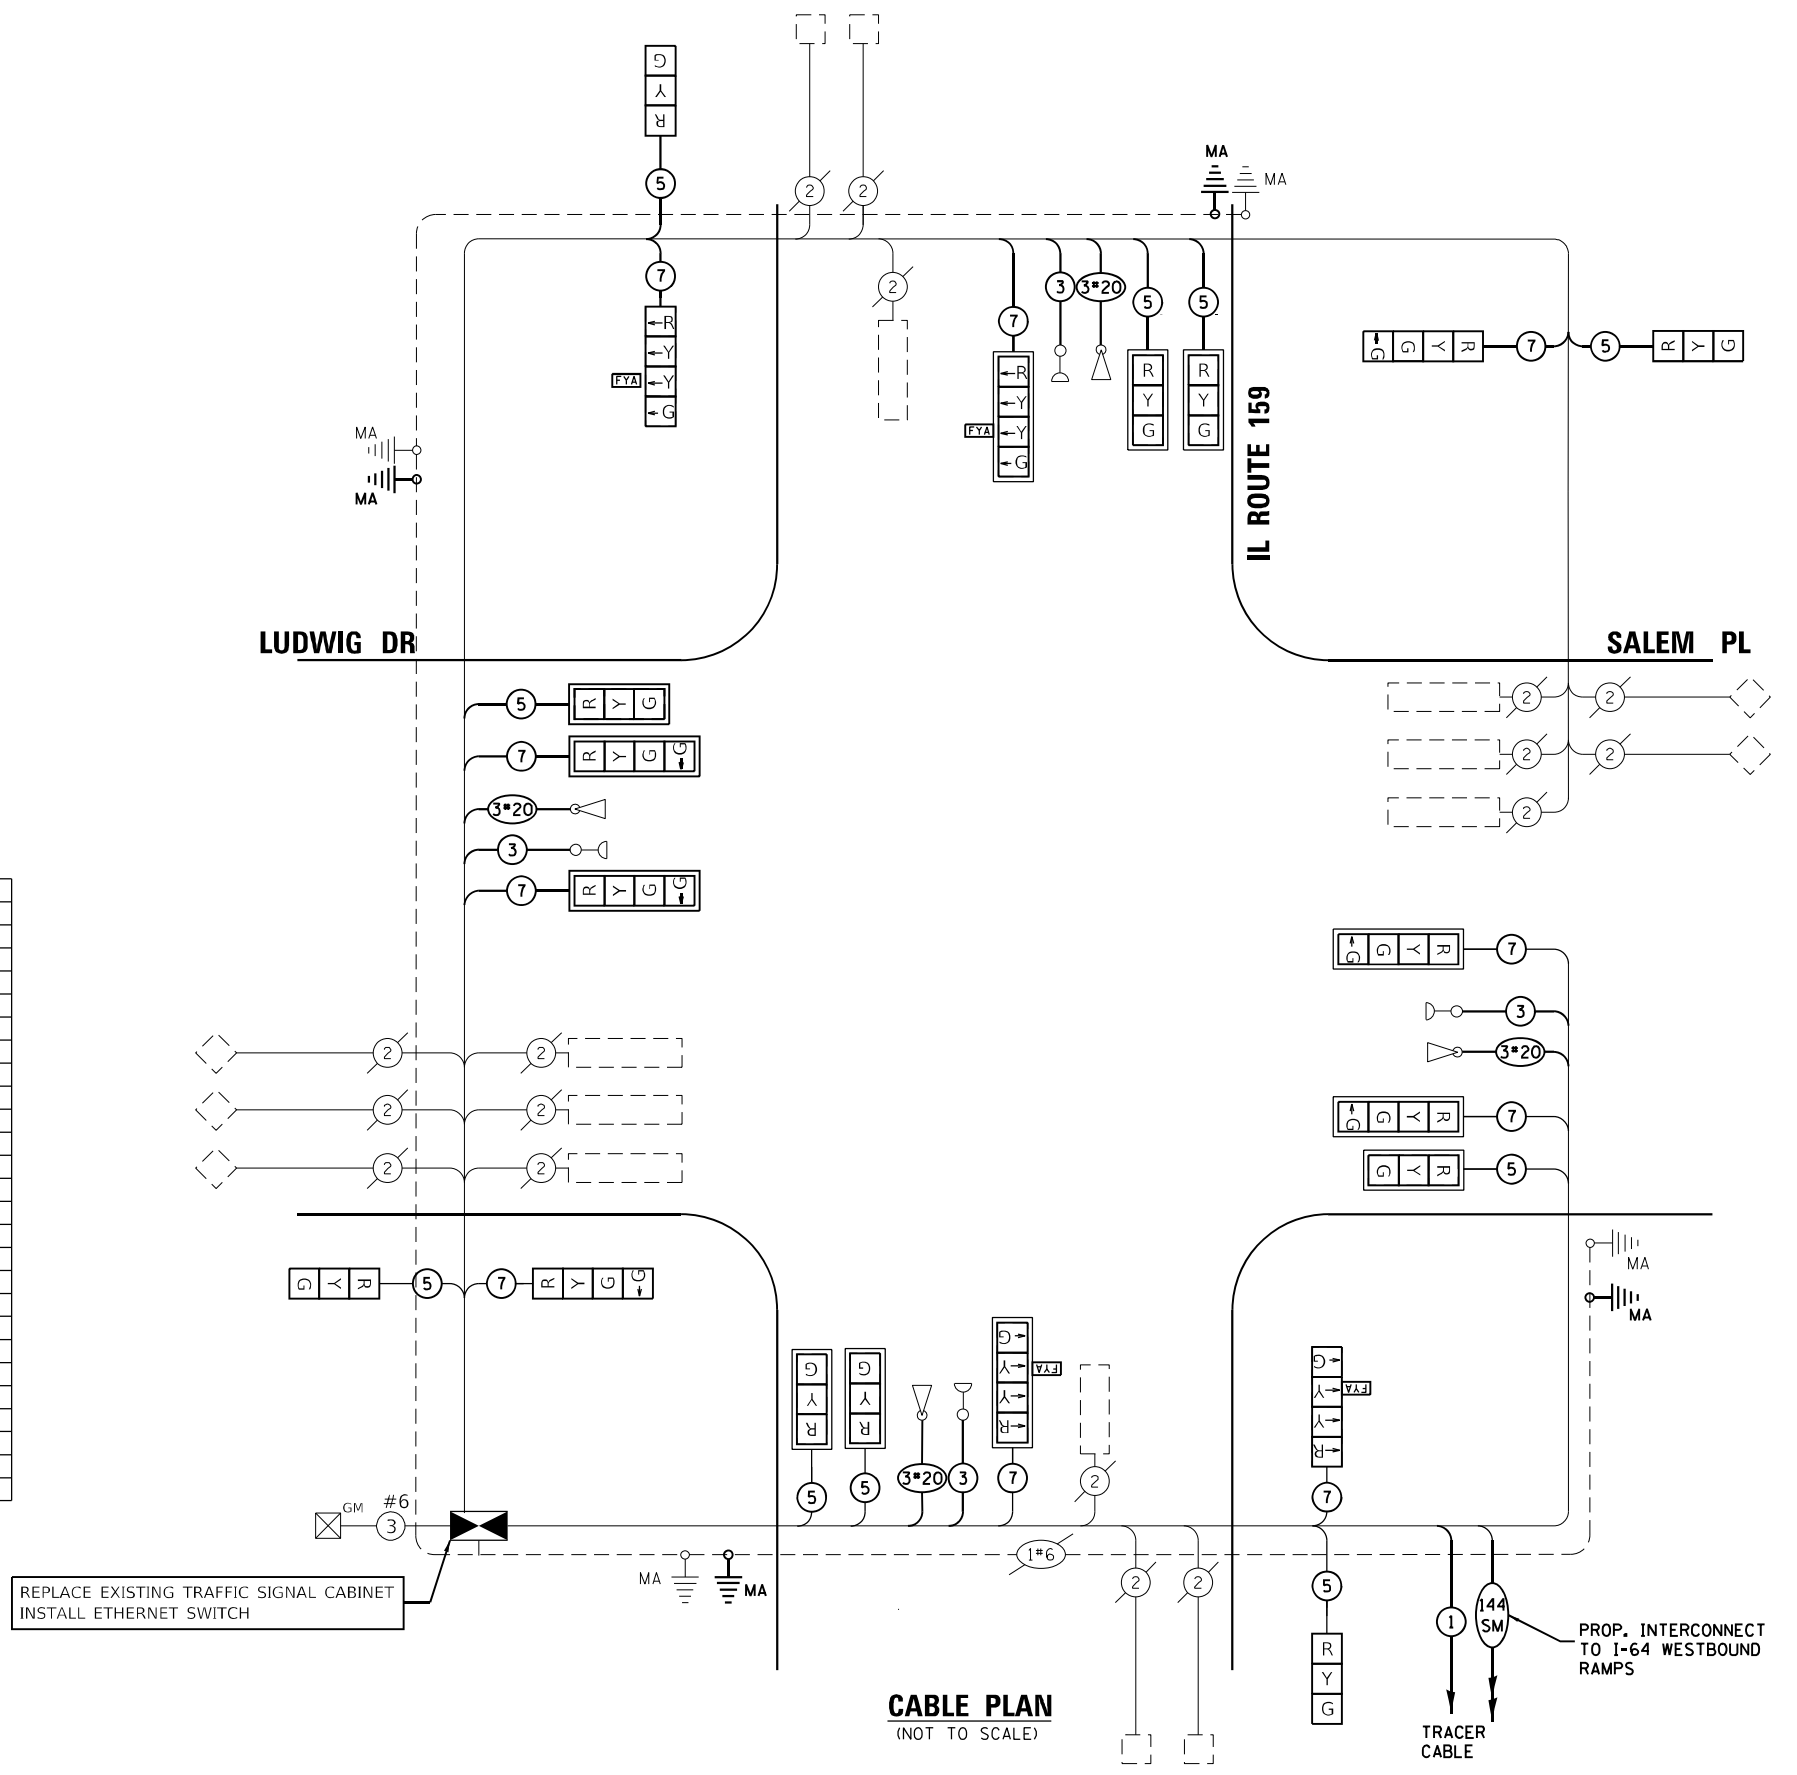 G
Y
R
5
7
←R
←Y
FYA ←Y
←G
2 2
MA
MA
2
7
←R
←Y
FYA ←Y
←G
3 3#20 5 5
R R
Y Y
G G
IL ROUTE 159
G G Y R 7 5 R Y G
MA
MA
LUDWIG DR
SALEM PL
5 R Y G
7 R Y G G
3#20
3
7 R Y G G
2 2
2 2
2
G G Y R 7
3
3#20
G G Y R 7
G Y R 5
2 2
2 2
2 2
G Y R 5 7 R Y G G
MA
MA
G G
Y Y
R R
5 5
3#20 3
G→
Y→ FYA
Y→
R→
7
2
G→
Y→ FYA
Y→
R→
7
GM #6
3
1#6
MA MA
2 2
5
R
Y
G
1
144
SM
REPLACE EXISTING TRAFFIC SIGNAL CABINET
INSTALL ETHERNET SWITCH
PROP. INTERCONNECT
TO I-64 WESTBOUND
RAMPS
CABLE PLAN
(NOT TO SCALE)
TRACER
CABLE